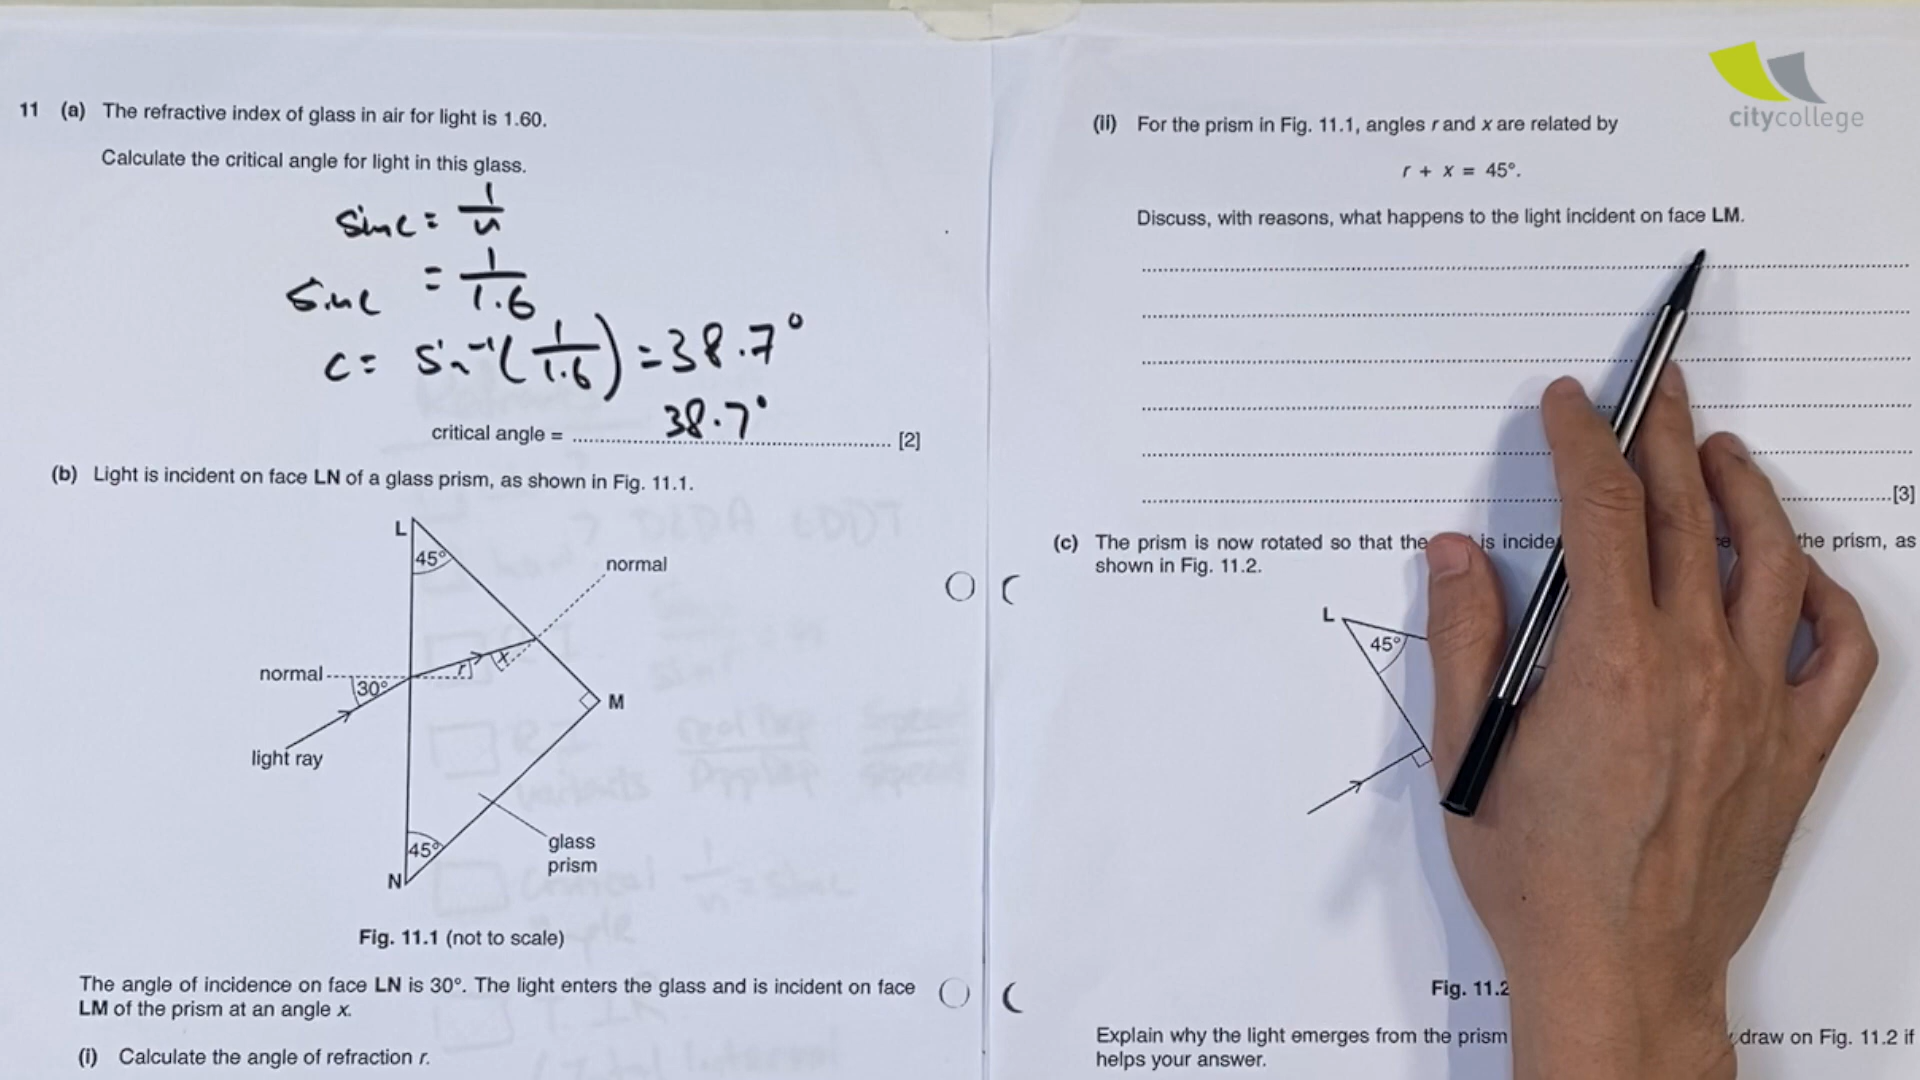 11 (a) The refractive index of glass in air for light is 1.60.
Calculate the critical angle for light in this glass.
sin c = 1/n
sin c = 1/1.6
c = sin⁻¹(1/1.6) = 38.7°
38.7°
critical angle = ........................................ [2]
(b) Light is incident on face LN of a glass prism, as shown in Fig. 11.1.
L
45°
normal
normal
30°
r
x
M
light ray
glass
prism
45°
N
Fig. 11.1 (not to scale)
The angle of incidence on face LN is 30°. The light enters the glass and is incident on face
LM of the prism at an angle x.
(i) Calculate the angle of refraction r.
citycollege
(ii) For the prism in Fig. 11.1, angles r and x are related by
r + x = 45°.
Discuss, with reasons, what happens to the light incident on face LM.
[3]
(c) The prism is now rotated so that the is the prism, as
shown in Fig. 11.2.
L
45°
Fig. 11.2
Explain why the light emerges from the prism draw on Fig. 11.2 if
helps your answer.